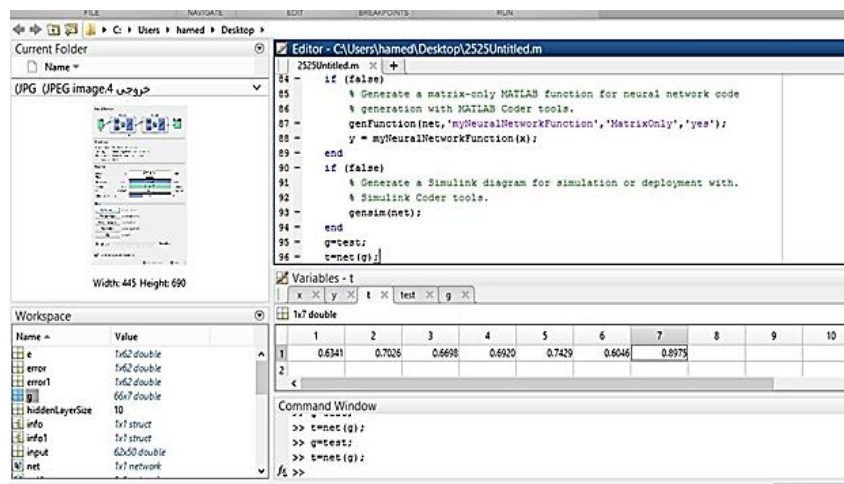 FILE NAVIGATE EDIT BREAKPOINTS RUN
C: Users hamed Desktop
Current Folder
Name
خروجی 4.JPG (JPEG image)
Width: 445 Height: 690
Workspace
Name Value
e 1x62 double
error 1x62 double
error1 1x62 double
g 66x7 double
hiddenLayerSize 10
info 1x1 struct
info1 1x1 struct
input 62x50 double
net 1x1 network
Editor - C:\Users\hamed\Desktop\2525Untitled.m
2525Untitled.m × +
84 - if (false)
85 % Generate a matrix-only MATLAB function for neural network code
86 % generation with MATLAB Coder tools.
87 - genFunction(net,'myNeuralNetworkFunction','MatrixOnly','yes');
88 - y = myNeuralNetworkFunction(x);
89 - end
90 - if (false)
91 % Generate a Simulink diagram for simulation or deployment with.
92 % Simulink Coder tools.
93 - gensim(net);
94 - end
95 - g=test;
96 - t=net(g);
Variables - t
x × y × t × test × g ×
1x7 double
1 2 3 4 5 6 7 8 9 10
1 0.6341 0.7026 0.6698 0.6920 0.7429 0.6046 0.8975
2
Command Window
>> t=net(g);
>> g=test;
>> t=net(g);
fx >>